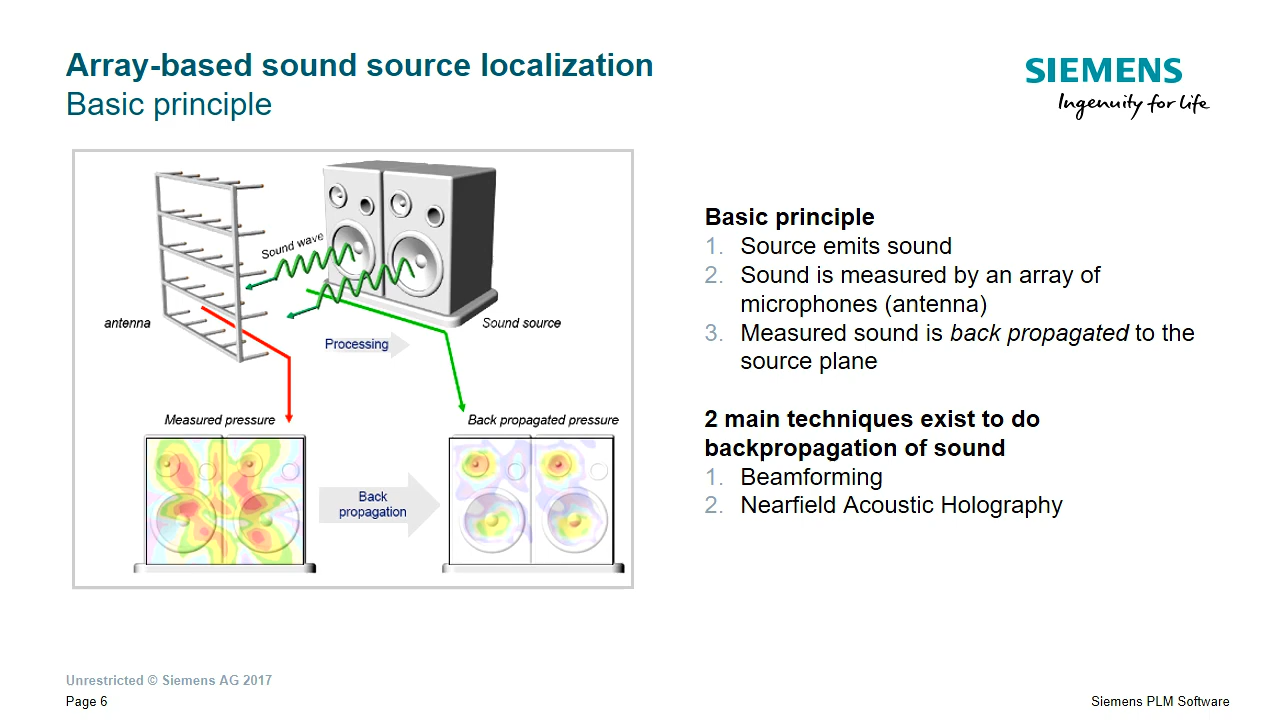 Array-based sound source localization
Basic principle
SIEMENS
Ingenuity for life
Sound wave
antenna
Sound source
Processing
Measured pressure
Back propagated pressure
Back
propagation
Basic principle
1. Source emits sound
2. Sound is measured by an array of
microphones (antenna)
3. Measured sound is back propagated to the
source plane
2 main techniques exist to do
backpropagation of sound
1. Beamforming
2. Nearfield Acoustic Holography
Unrestricted © Siemens AG 2017
Page 6
Siemens PLM Software